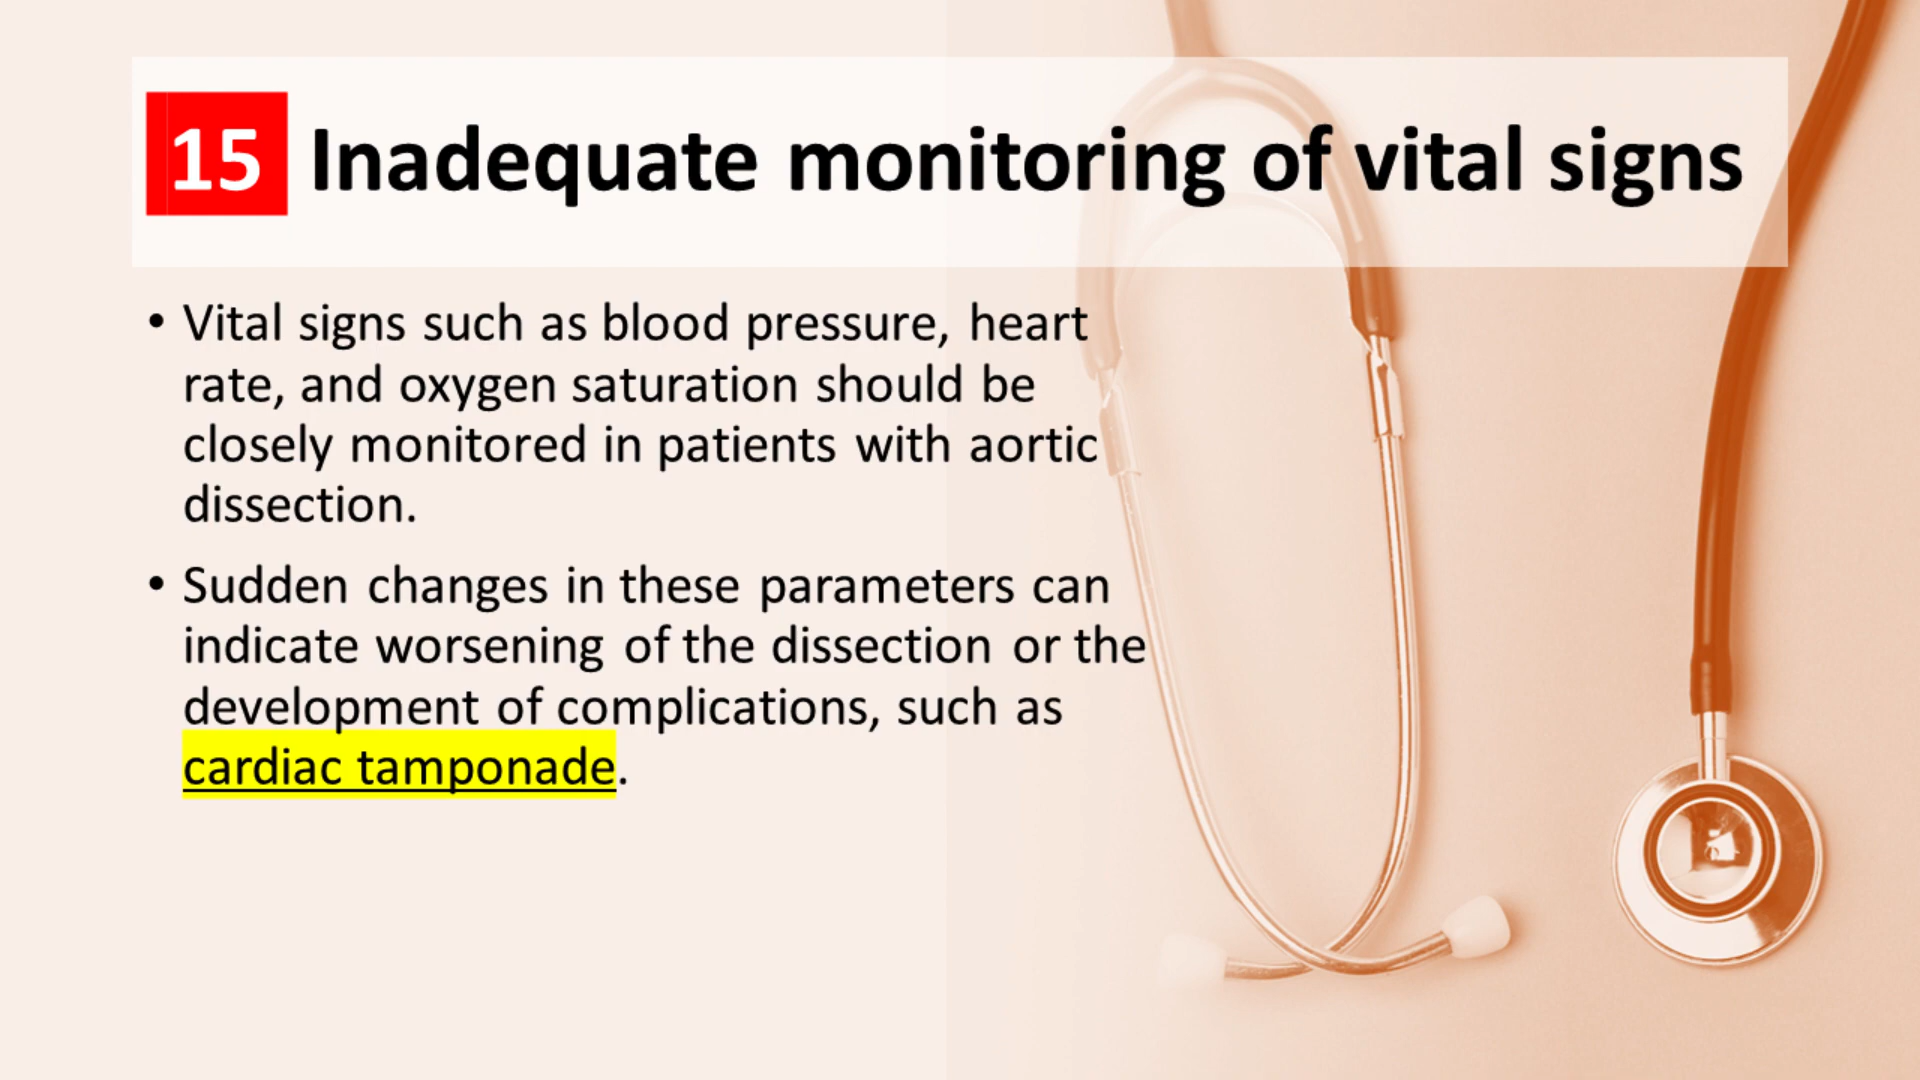 15 Inadequate monitoring of vital signs
• Vital signs such as blood pressure, heart
rate, and oxygen saturation should be
closely monitored in patients with aortic
dissection.
• Sudden changes in these parameters can
indicate worsening of the dissection or the
development of complications, such as
cardiac tamponade.